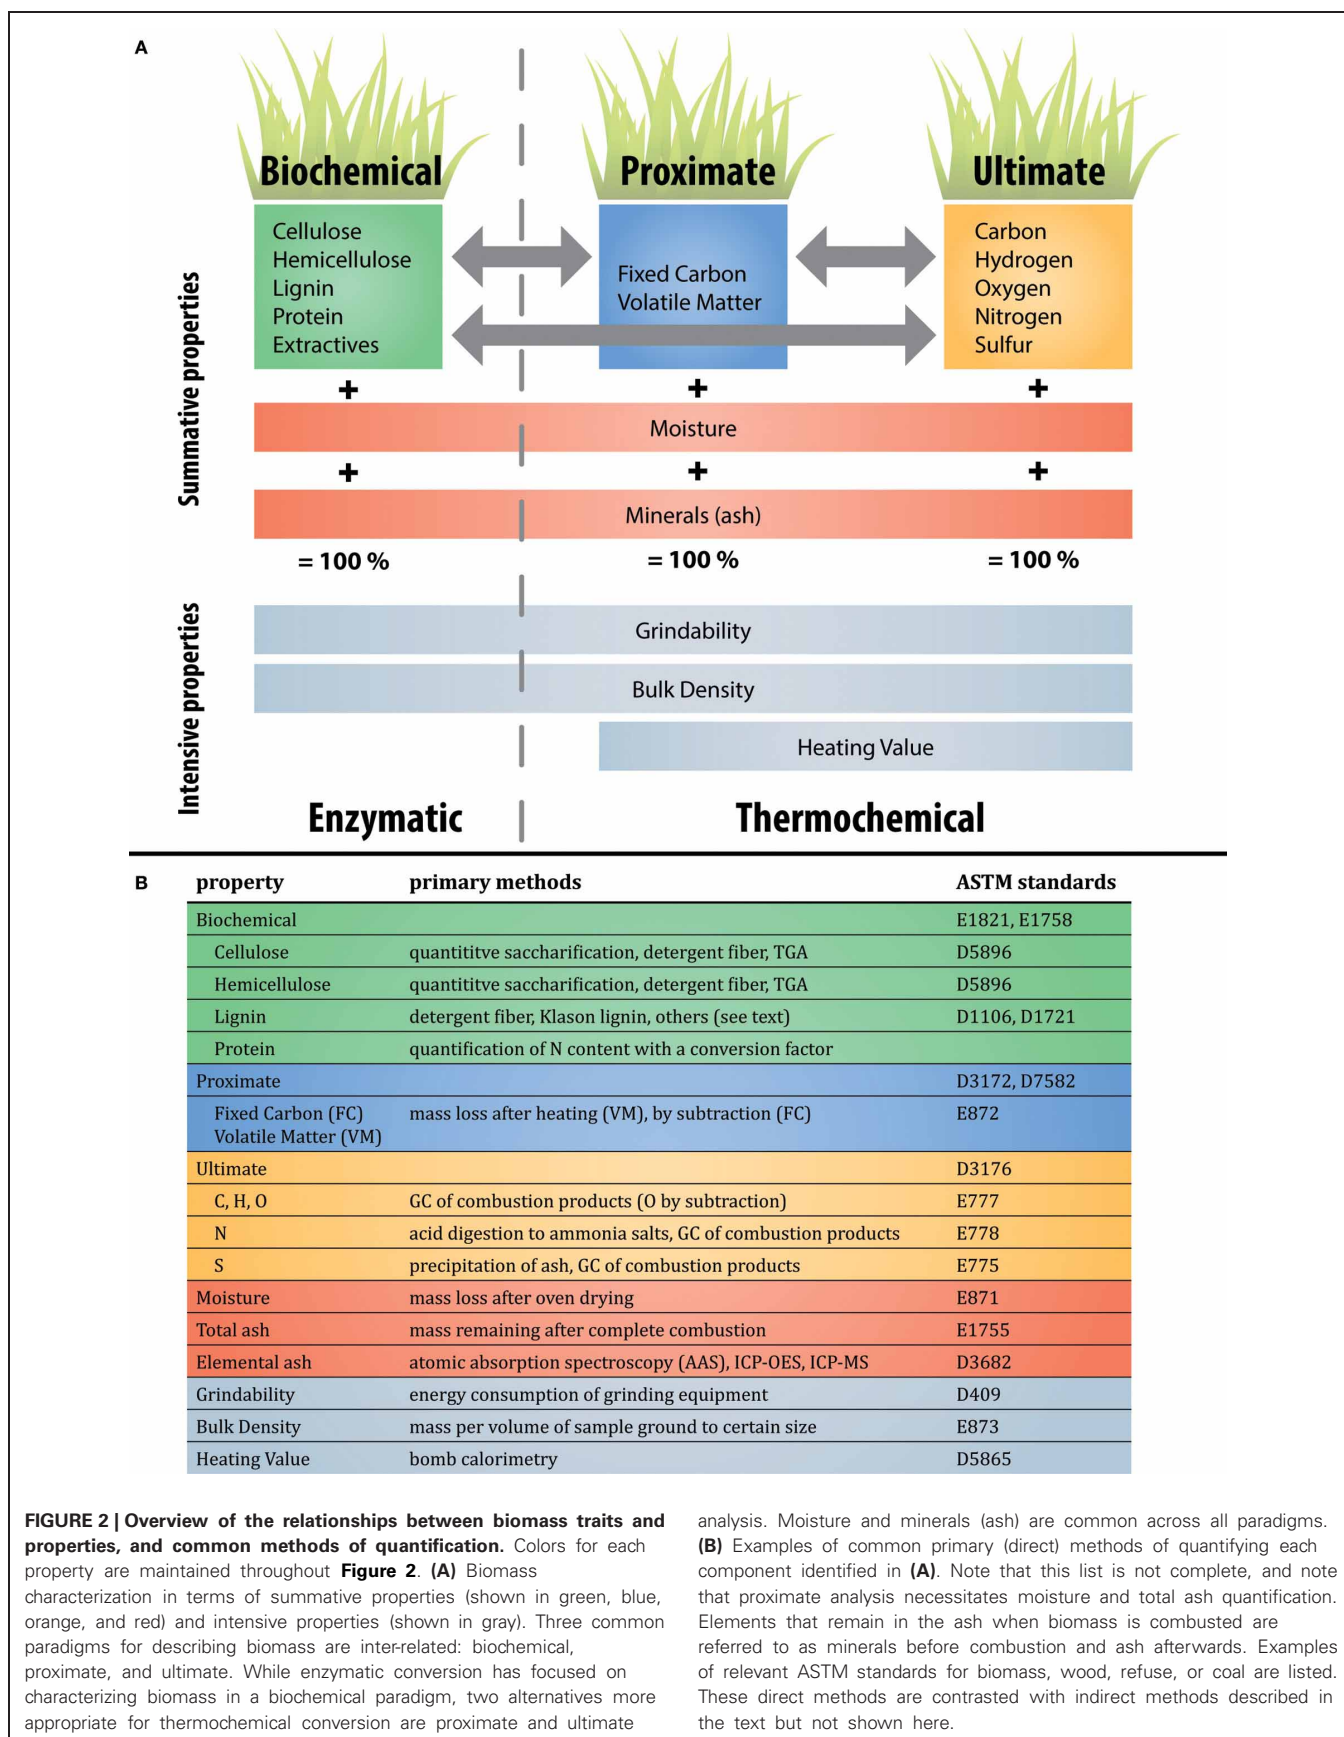 A
Biochemical
Proximate
Ultimate
Summative properties
Cellulose
Hemicellulose
Lignin
Protein
Extractives
Fixed Carbon
Volatile Matter
Carbon
Hydrogen
Oxygen
Nitrogen
Sulfur
+ + +
Moisture
+ + +
Minerals (ash)
= 100 % = 100 % = 100 %
Intensive properties
Grindability
Bulk Density
Heating Value
Enzymatic
Thermochemical
B
property primary methods ASTM standards
Biochemical E1821, E1758
Cellulose quantititve saccharification, detergent fiber, TGA D5896
Hemicellulose quantititve saccharification, detergent fiber, TGA D5896
Lignin detergent fiber, Klason lignin, others (see text) D1106, D1721
Protein quantification of N content with a conversion factor
Proximate D3172, D7582
Fixed Carbon (FC) mass loss after heating (VM), by subtraction (FC) E872
Volatile Matter (VM)
Ultimate D3176
C, H, O GC of combustion products (O by subtraction) E777
N acid digestion to ammonia salts, GC of combustion products E778
S precipitation of ash, GC of combustion products E775
Moisture mass loss after oven drying E871
Total ash mass remaining after complete combustion E1755
Elemental ash atomic absorption spectroscopy (AAS), ICP-OES, ICP-MS D3682
Grindability energy consumption of grinding equipment D409
Bulk Density mass per volume of sample ground to certain size E873
Heating Value bomb calorimetry D5865
FIGURE 2 | Overview of the relationships between biomass traits and
properties, and common methods of quantification. Colors for each
property are maintained throughout Figure 2. (A) Biomass
characterization in terms of summative properties (shown in green, blue,
orange, and red) and intensive properties (shown in gray). Three common
paradigms for describing biomass are inter-related: biochemical,
proximate, and ultimate. While enzymatic conversion has focused on
characterizing biomass in a biochemical paradigm, two alternatives more
appropriate for thermochemical conversion are proximate and ultimate
analysis. Moisture and minerals (ash) are common across all paradigms.
(B) Examples of common primary (direct) methods of quantifying each
component identified in (A). Note that this list is not complete, and note
that proximate analysis necessitates moisture and total ash quantification.
Elements that remain in the ash when biomass is combusted are
referred to as minerals before combustion and ash afterwards. Examples
of relevant ASTM standards for biomass, wood, refuse, or coal are listed.
These direct methods are contrasted with indirect methods described in
the text but not shown here.